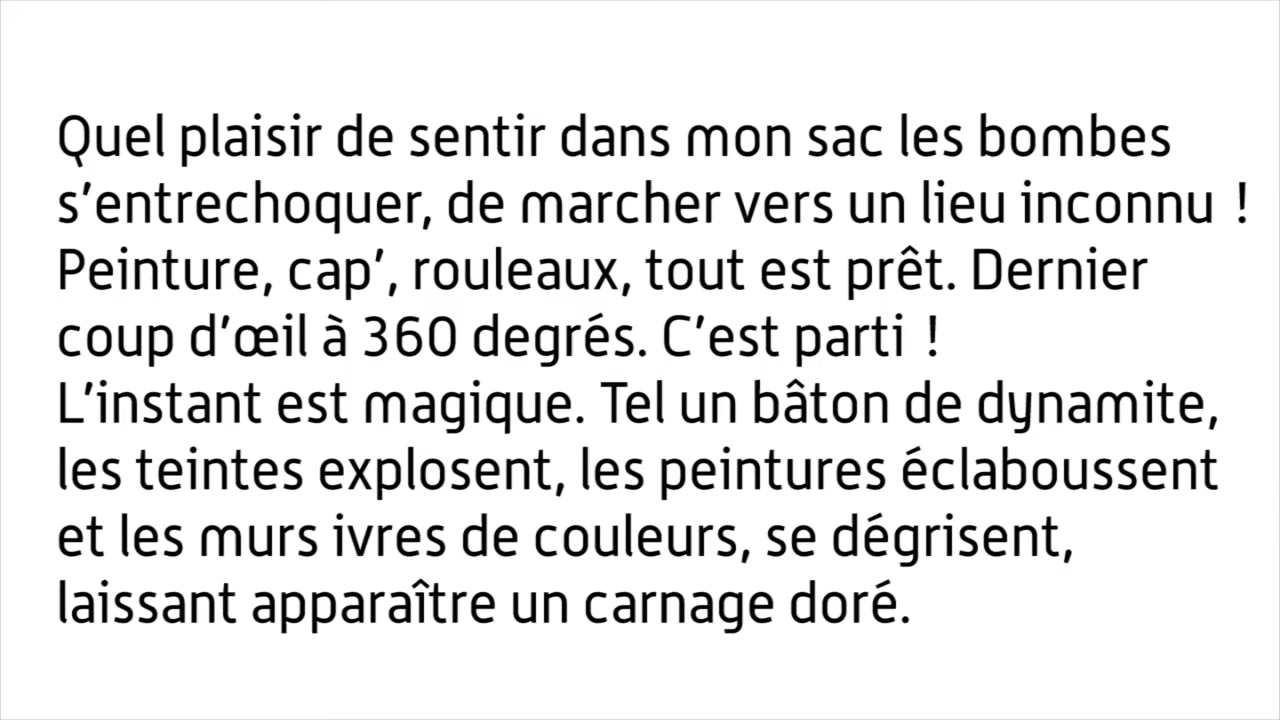 Quel plaisir de sentir dans mon sac les bombes
s’entrechoquer, de marcher vers un lieu inconnu !
Peinture, cap’, rouleaux, tout est prêt. Dernier
coup d’œil à 360 degrés. C’est parti !
L’instant est magique. Tel un bâton de dynamite,
les teintes explosent, les peintures éclaboussent
et les murs ivres de couleurs, se dégrisent,
laissant apparaître un carnage doré.